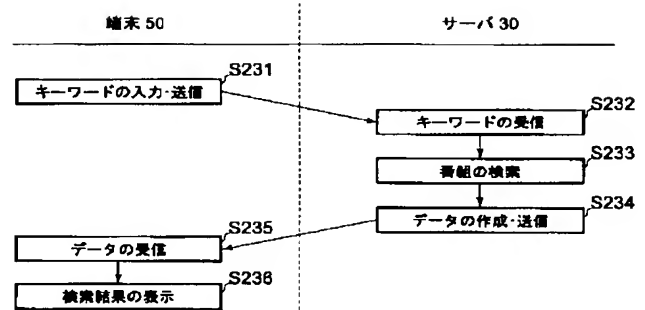 端末 50
サーバ 30
S231
キーワードの入力・送信
S232
キーワードの受信
S233
番組の検索
S234
データの作成・送信
S235
データの受信
S236
検索結果の表示